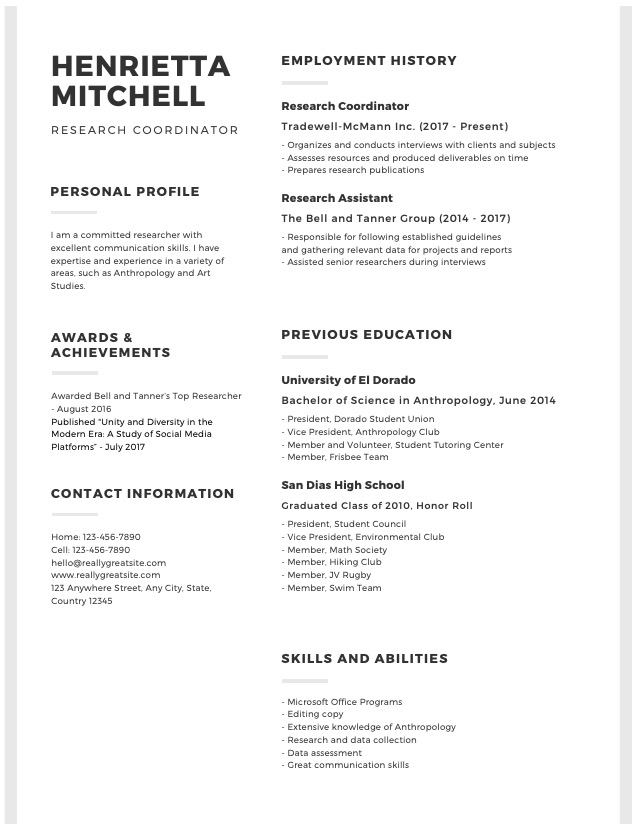 HENRIETTA
MITCHELL
RESEARCH COORDINATOR
PERSONAL PROFILE
I am a committed researcher with
excellent communication skills. I have
expertise and experience in a variety of
areas, such as Anthropology and Art
Studies.
AWARDS &
ACHIEVEMENTS
Awarded Bell and Tanner's Top Researcher
- August 2016
Published "Unity and Diversity in the
Modern Era: A Study of Social Media
Platforms" - July 2017
CONTACT INFORMATION
Home: 123-456-7890
Cell: 123-456-7890
hello@reallygreatsite.com
www.reallygreatsite.com
123 Anywhere Street, Any City, State,
Country 12345
EMPLOYMENT HISTORY
Research Coordinator
Tradewell-McMann Inc. (2017 - Present)
- Organizes and conducts interviews with clients and subjects
- Assesses resources and produced deliverables on time
- Prepares research publications
Research Assistant
The Bell and Tanner Group (2014 - 2017)
- Responsible for following established guidelines
and gathering relevant data for projects and reports
- Assisted senior researchers during interviews
PREVIOUS EDUCATION
University of El Dorado
Bachelor of Science in Anthropology, June 2014
- President, Dorado Student Union
- Vice President, Anthropology Club
- Member and Volunteer, Student Tutoring Center
- Member, Frisbee Team
San Dias High School
Graduated Class of 2010, Honor Roll
- President, Student Council
- Vice President, Environmental Club
- Member, Math Society
- Member, Hiking Club
- Member, JV Rugby
- Member, Swim Team
SKILLS AND ABILITIES
- Microsoft Office Programs
- Editing copy
- Extensive knowledge of Anthropology
- Research and data collection
- Data assessment
- Great communication skills